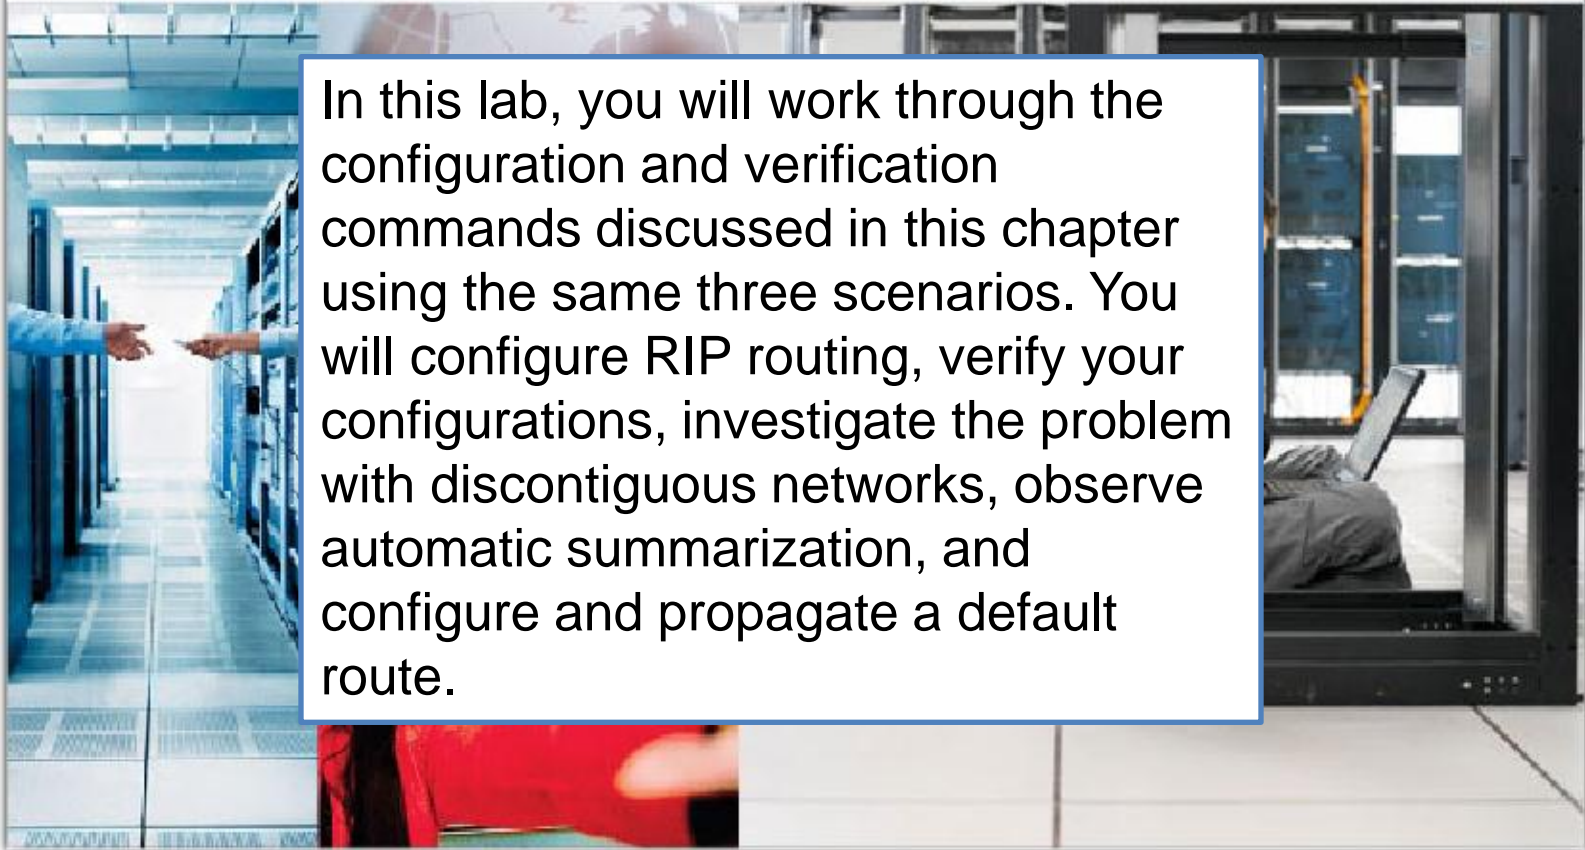 In this lab, you will work through the
configuration and verification
commands discussed in this chapter
using the same three scenarios. You
will configure RIP routing, verify your
configurations, investigate the problem
with discontiguous networks, observe
automatic summarization, and
configure and propagate a default
route.